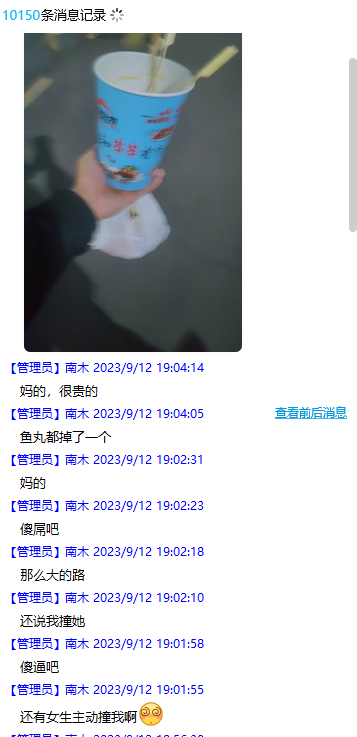 10150条消息记录
【管理员】南木 2023/9/12 19:04:14
妈的，很贵的
【管理员】南木 2023/9/12 19:04:05
查看前后消息
鱼丸都掉了一个
【管理员】南木 2023/9/12 19:02:31
妈的
【管理员】南木 2023/9/12 19:02:23
傻屌吧
【管理员】南木 2023/9/12 19:02:18
那么大的路
【管理员】南木 2023/9/12 19:02:10
还说我撞她
【管理员】南木 2023/9/12 19:01:58
傻逼吧
【管理员】南木 2023/9/12 19:01:55
还有女生主动撞我啊